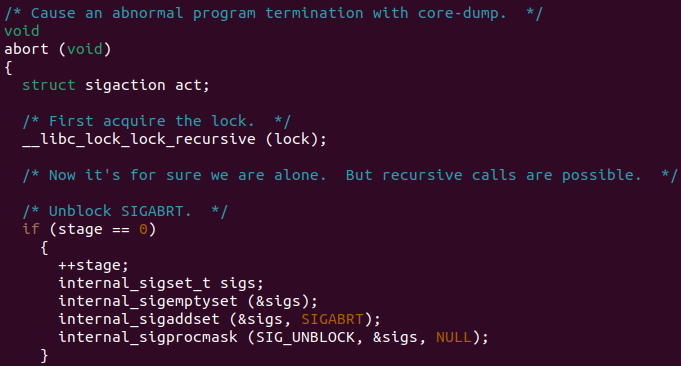 /* Cause an abnormal program termination with core-dump.  */
void
abort (void)
{
  struct sigaction act;

  /* First acquire the lock.  */
  __libc_lock_lock_recursive (lock);

  /* Now it's for sure we are alone.  But recursive calls are possible.  */

  /* Unblock SIGABRT.  */
  if (stage == 0)
    {
      ++stage;
      internal_sigset_t sigs;
      internal_sigemptyset (&sigs);
      internal_sigaddset (&sigs, SIGABRT);
      internal_sigprocmask (SIG_UNBLOCK, &sigs, NULL);
    }